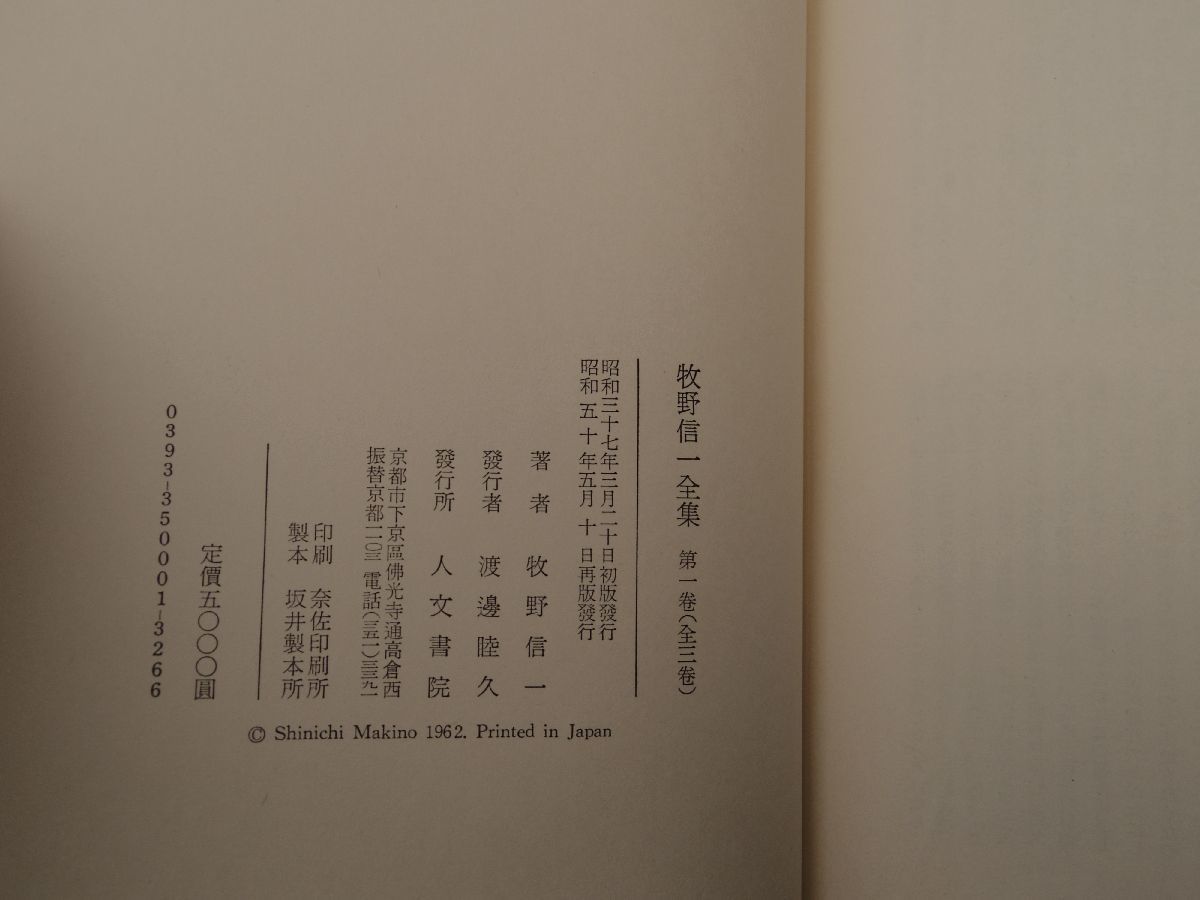 牧野信一全集 第一卷(全三卷)
昭和三十七年三月二十日初版發行
昭和五十年五月十日再版發行
著者 牧野信一
發行者 渡邊睦久
發行所 人文書院
京都市下京區佛光寺通高倉西
振替京都一一〇三 電話(三五一)三三九一
印刷 奈佐印刷所
製本 坂井製本所
定價五〇〇〇圓
0393-350001-3266
© Shinichi Makino 1962. Printed in Japan